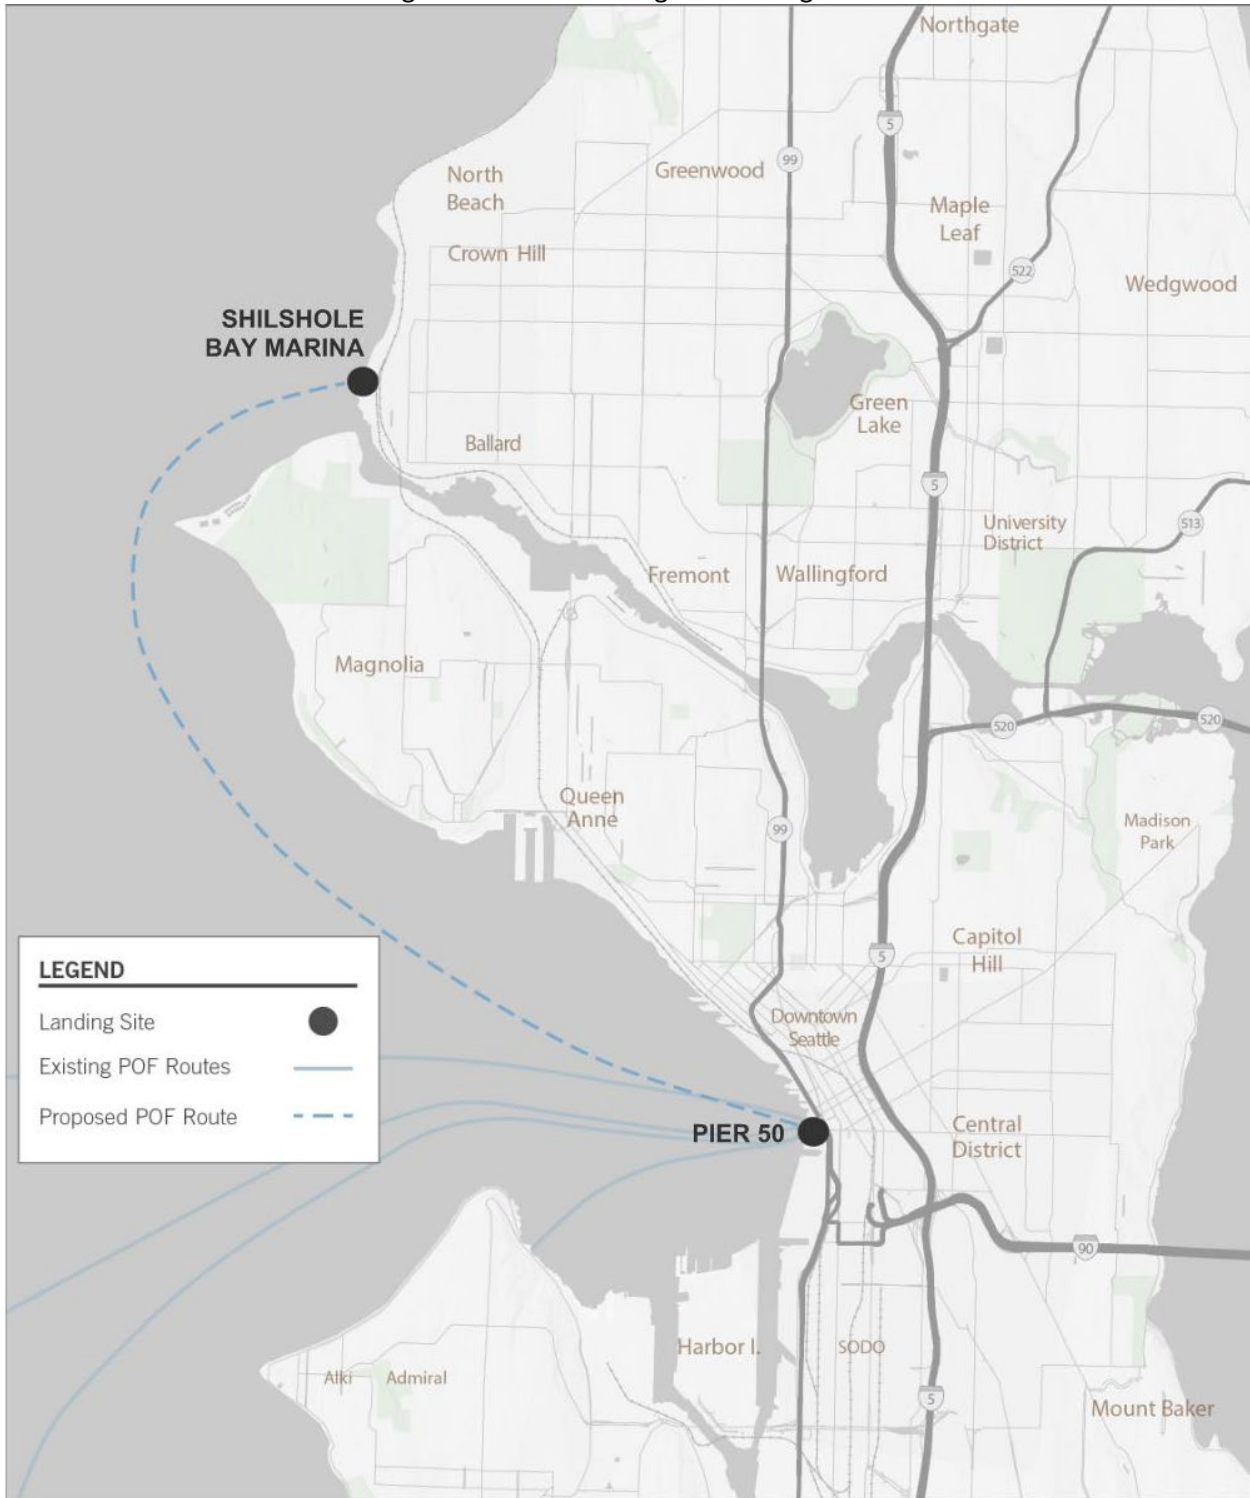 Northgate
5
99
Greenwood
North
Beach
Maple
Leaf
Crown Hill
522
Wedgwood
SHILSHOLE
BAY MARINA
Green
Lake
Ballard
5
University
District
513
Fremont
Wallingford
Magnolia
520
520
Queen
Anne
99
Madison
Park
Capitol
Hill
5
LEGEND
Landing Site
Existing POF Routes
Proposed POF Route
Downtown
Seattle
PIER 50
Central
District
90
Harbor I.
SODO
Alki
Admiral
5
Mount Baker